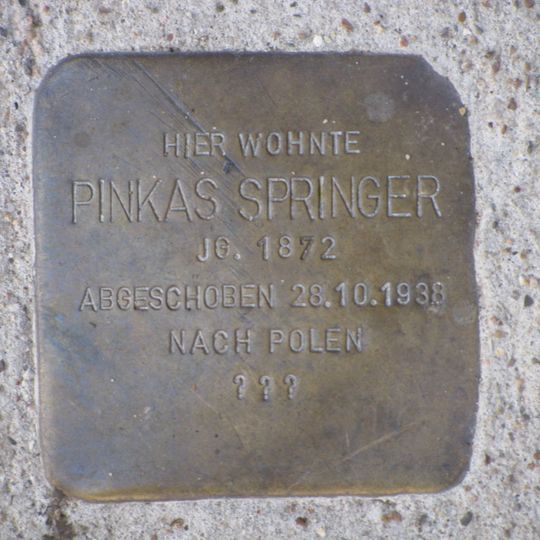 HIER WOHNTE
PINKAS SPRINGER
JG. 1872
ABGESCHOBEN 28.10.1938
NACH POLEN
???